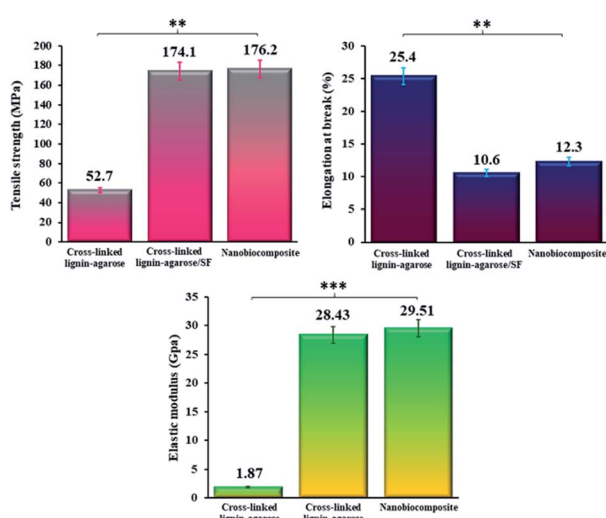 **
Tensile strength (MPa)
200
180
160
140
120
100
80
60
40
20
0
52.7
174.1
176.2
Cross-linked
lignin-agarose
Cross-linked
lignin-agarose/SF
Nanobiocomposite
**
Elongation at break (%)
30
25
20
15
10
5
0
25.4
10.6
12.3
Cross-linked
lignin-agarose
Cross-linked
lignin-agarose/SF
Nanobiocomposite
***
Elastic modulus (Gpa)
35
30
25
20
15
10
5
0
1.87
28.43
29.51
Cross-linked
lignin-agarose
Cross-linked
lignin-agarose
Nanobiocomposite